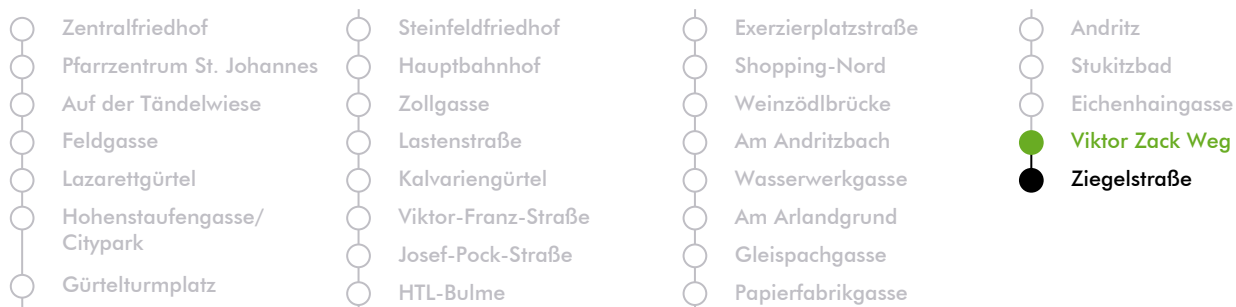 Zentralfriedhof
Pfarrzentrum St. Johannes
Auf der Tändelwiese
Feldgasse
Lazarettgürtel
Hohenstaufengasse/
Citypark
Gürtelturmplatz
Steinfeldfriedhof
Hauptbahnhof
Zollgasse
Lastenstraße
Kalvariengürtel
Viktor-Franz-Straße
Josef-Pock-Straße
HTL-Bulme
Exerzierplatzstraße
Shopping-Nord
Weinzödlbrücke
Am Andritzbach
Wasserwerkgasse
Am Arlandgrund
Gleispachgasse
Papierfabrikgasse
Andritz
Stukitzbad
Eichenhaingasse
Viktor Zack Weg
Ziegelstraße